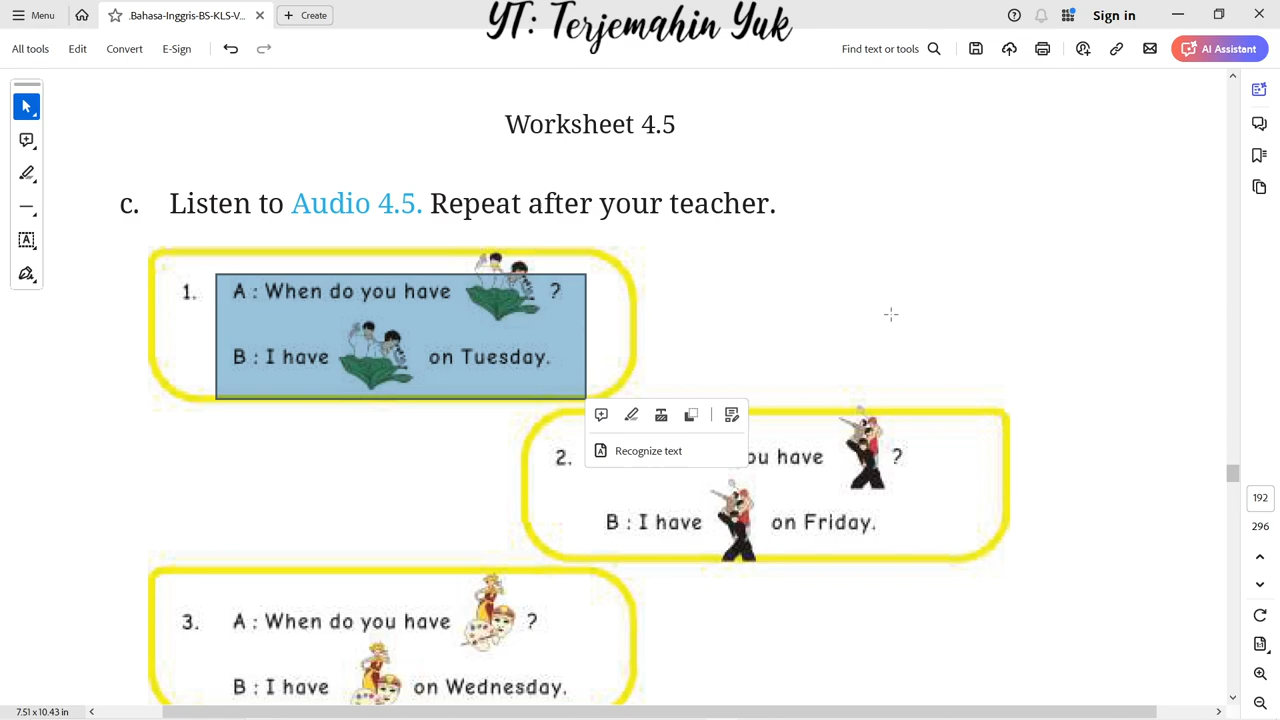 Menu
.Bahasa-Inggris-BS-KLS-V...
Create
YT: Terjemahin Yuk
Sign in
All tools
Edit
Convert
E-Sign
Find text or tools
AI Assistant
Worksheet 4.5
c. Listen to Audio 4.5. Repeat after your teacher.
1. A : When do you have ?
B : I have on Tuesday.
Recognize text
2. ou have ?
B : I have on Friday.
3. A : When do you have ?
B : I have on Wednesday.
192
296
7.51 x 10.43 in